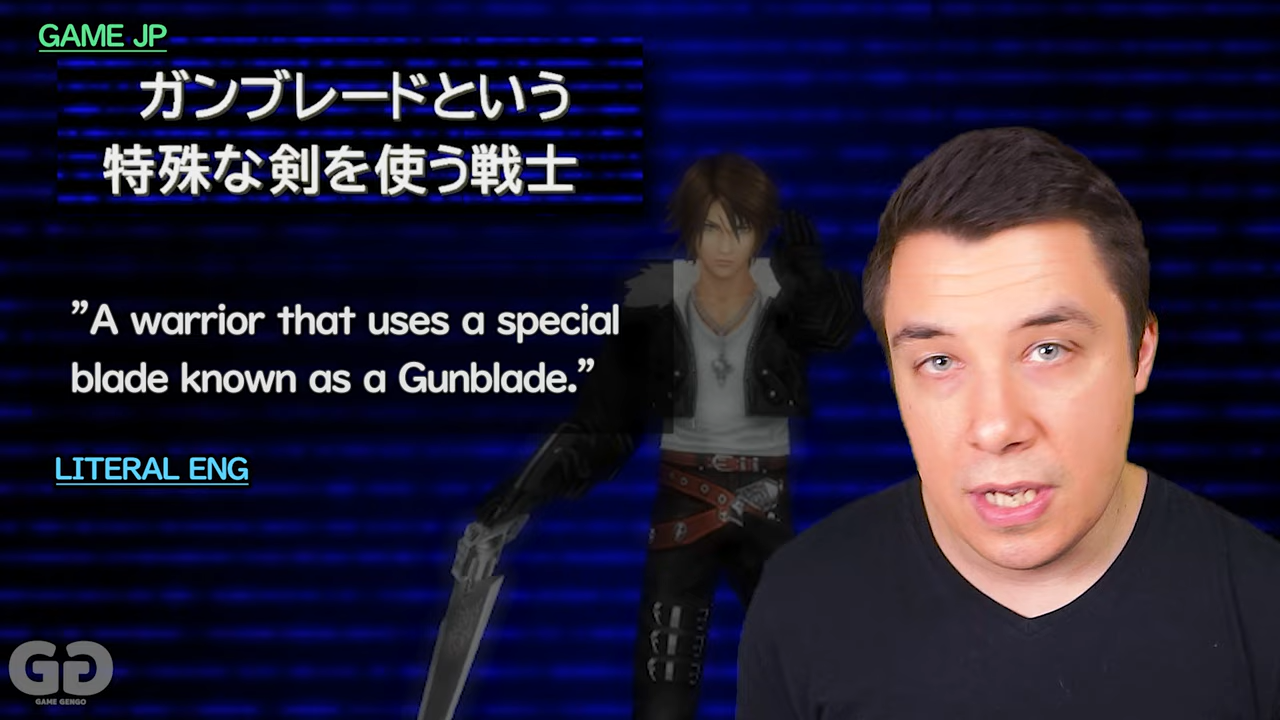 GAME JP
ガンブレードという
特殊な剣を使う戦士
”A warrior that uses a special
blade known as a Gunblade.”
LITERAL ENG
GG
GAME GENGO